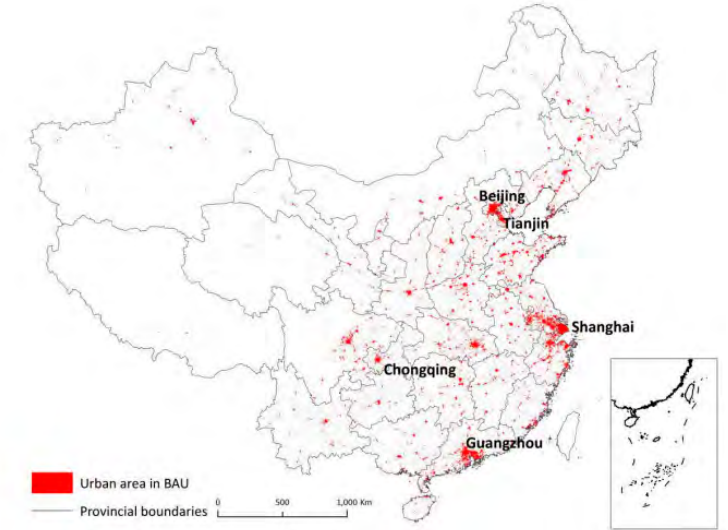 Beijing
Tianjin
Shanghai
Chongqing
Guangzhou
Urban area in BAU
Provincial boundaries
0 500 1,000 Km